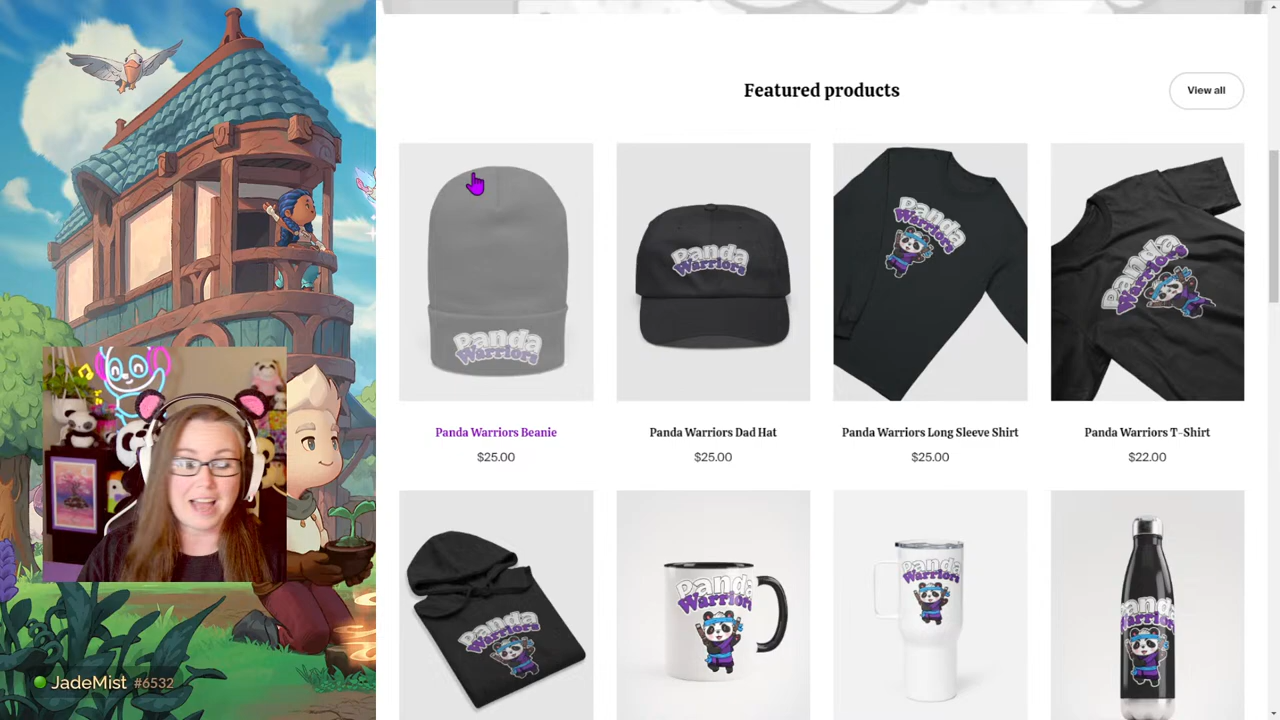 Featured products
View all
Panda
Warriors
Panda
Warriors
Panda
Warriors
Panda
Warriors
Panda Warriors Beanie
Panda Warriors Dad Hat
Panda Warriors Long Sleeve Shirt
Panda Warriors T-Shirt
$25.00
$25.00
$25.00
$22.00
Panda
Warriors
Panda
Warriors
Panda
Warriors
Panda
Warriors
JadeMist #6532